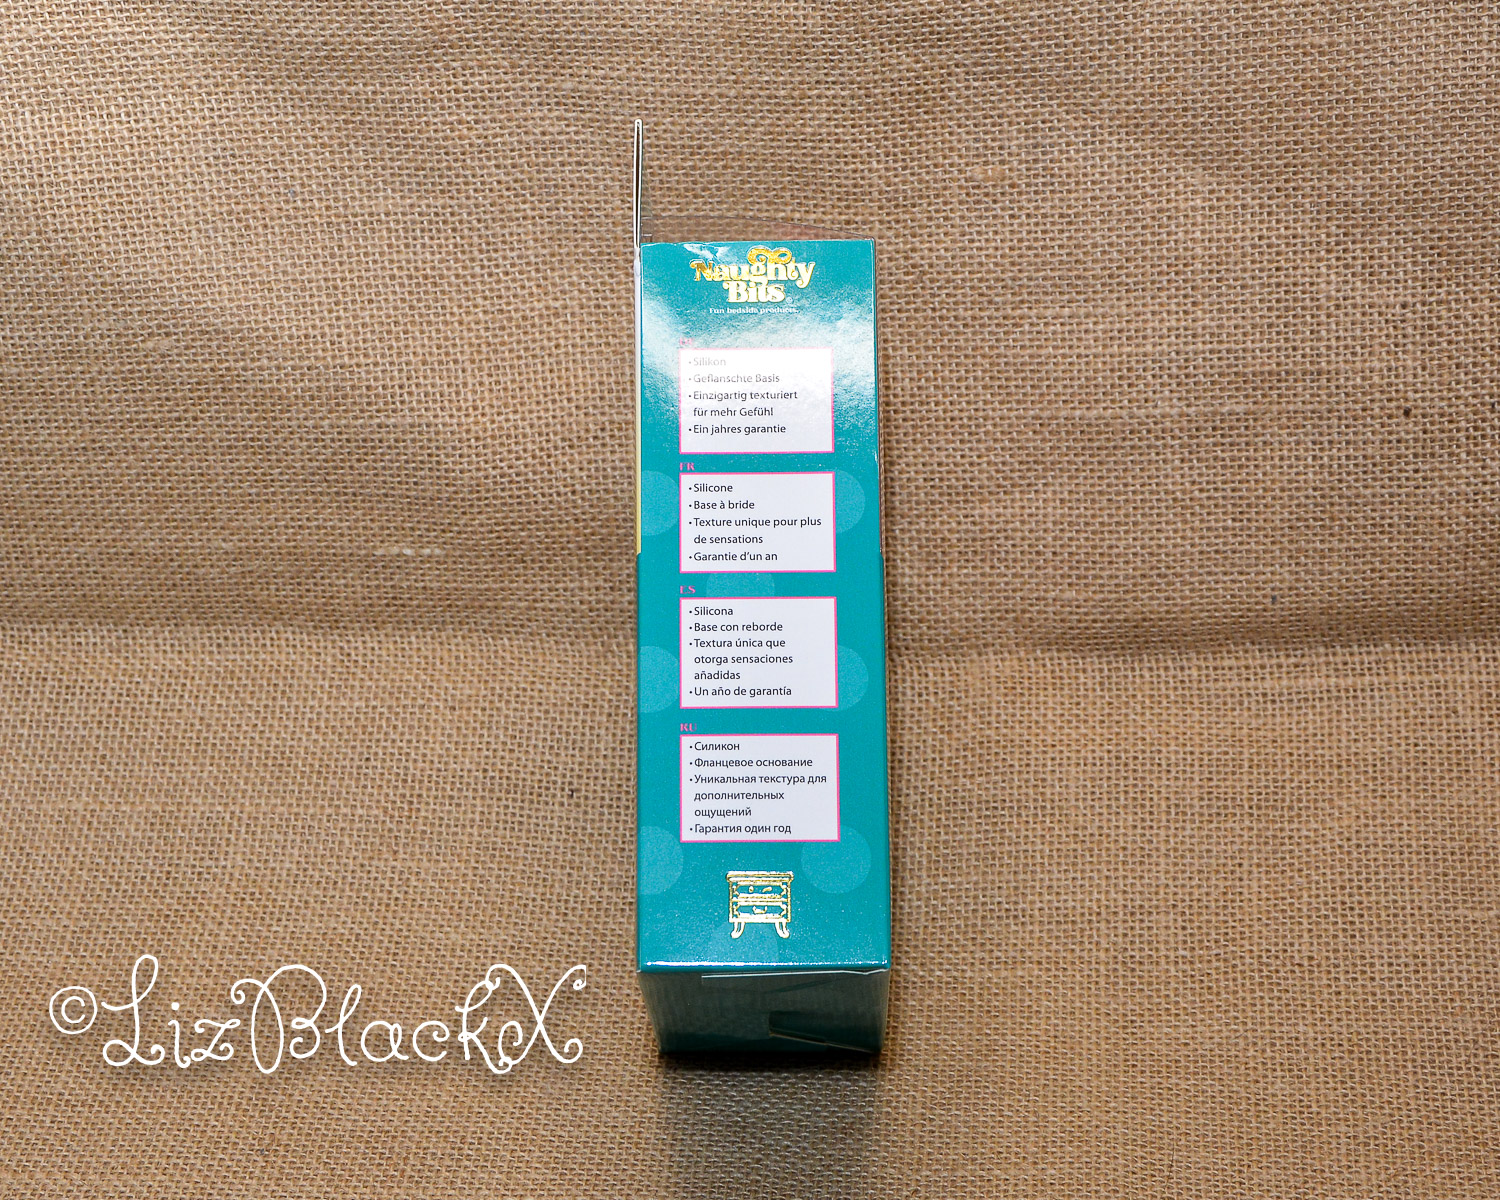 Naughty
Bits
Fun bedside products.
• Silikon
• Geflanschte Basis
• Einzigartig texturiert
für mehr Gefühl
• Ein jahres garantie
FR
• Silicone
• Base à bride
• Texture unique pour plus
de sensations
• Garantie d'un an
ES
• Silicona
• Base con reborde
• Textura única que
otorga sensaciones
añadidas
• Un año de garantía
RU
• Силикон
• Фланцевое основание
• Уникальная текстура для
дополнительных
ощущений
• Гарантия один год
©LizBlackX